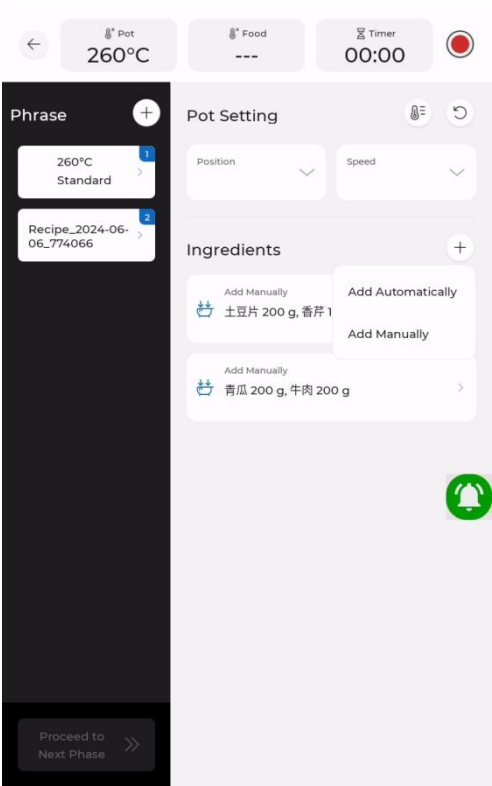 Pot
260°C
Food
---
Timer
00:00
Phrase
260°C
Standard
1
Recipe_2024-06-
06_774066
2
Proceed to
Next Phase
Pot Setting
Position
Speed
Ingredients
Add Automatically
Add Manually
Add Manually
土豆片 200 g, 香芹 1
Add Manually
青瓜 200 g, 牛肉 200 g